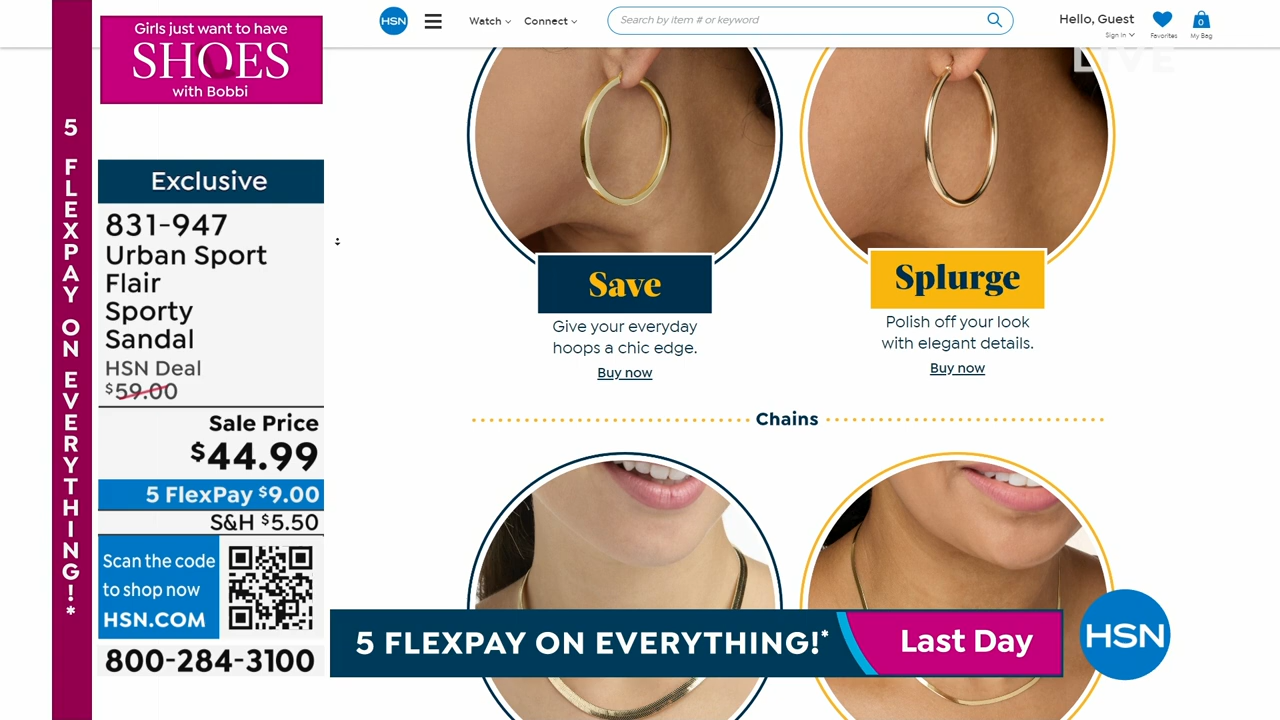 Girls just want to have
SHOES
with Bobbi
5 FLEXPAY ON EVERYTHING!*
Exclusive
831-947
Urban Sport
Flair
Sporty
Sandal
HSN Deal
$59.00
Sale Price
$44.99
5 FlexPay $9.00
S&H $5.50
Scan the code
to shop now
HSN.COM
800-284-3100
HSN
Watch
Connect
Search by item # or keyword
Hello, Guest
Sign In
Favorites
0
My Bag
LIVE
Save
Give your everyday
hoops a chic edge.
Buy now
Splurge
Polish off your look
with elegant details.
Buy now
Chains
5 FLEXPAY ON EVERYTHING!*
Last Day
HSN